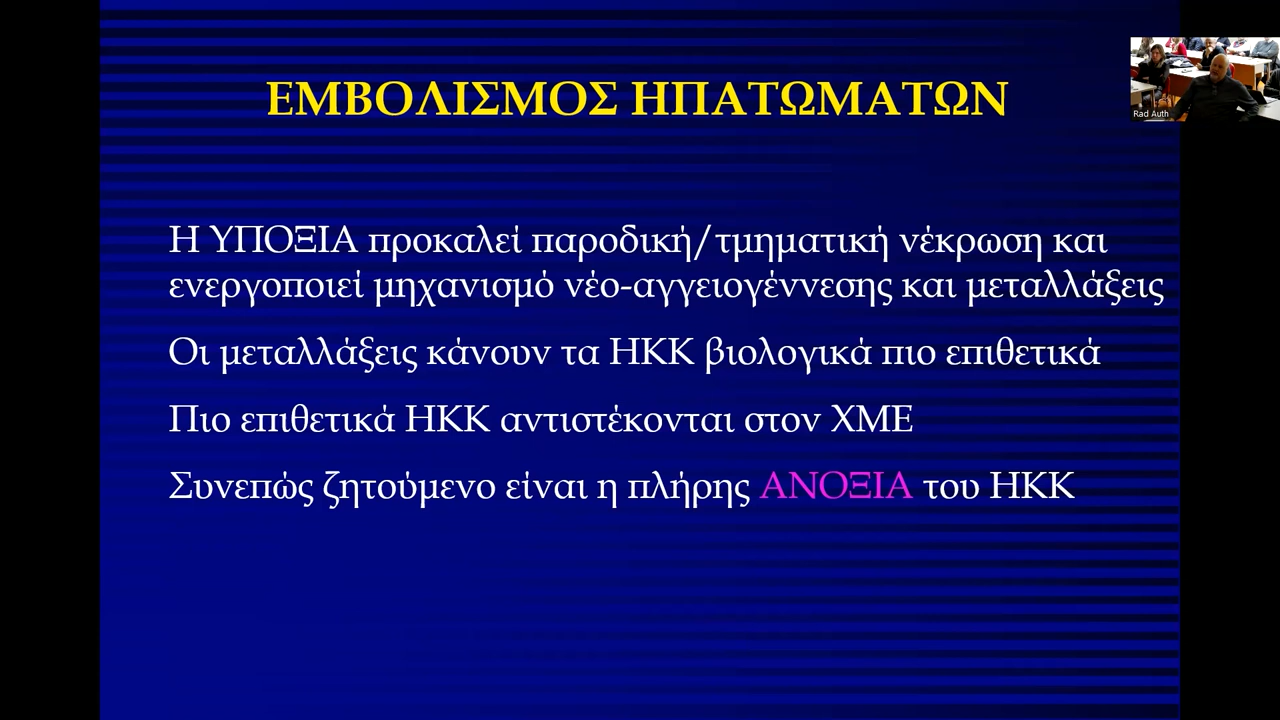 ΕΜΒΟΛΙΣΜΟΣ ΗΠΑΤΩΜΑΤΩΝ
Rad Auth
Η ΥΠΟΞΙΑ προκαλεί παροδική/τμηματική νέκρωση και
ενεργοποιεί μηχανισμό νέο-αγγειογέννεσης και μεταλλάξεις
Οι μεταλλάξεις κάνουν τα ΗΚΚ βιολογικά πιο επιθετικά
Πιο επιθετικά ΗΚΚ αντιστέκονται στον ΧΜΕ
Συνεπώς ζητούμενο είναι η πλήρης ΑΝΟΞΙΑ του ΗΚΚ